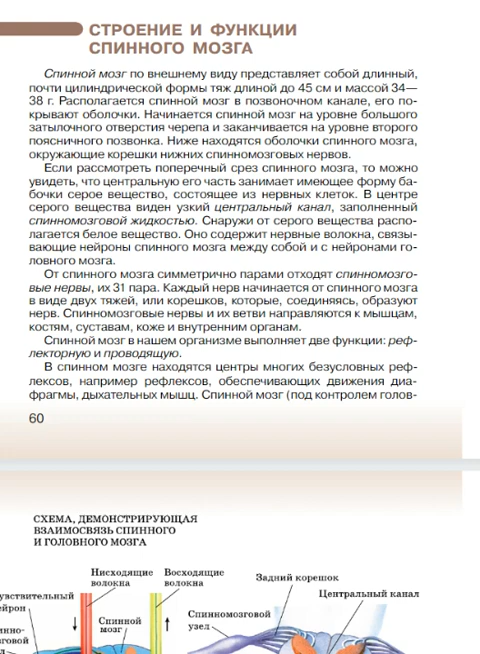 СТРОЕНИЕ И ФУНКЦИИ
СПИННОГО МОЗГА
Спинной мозг по внешнему виду представляет собой длинный,
почти цилиндрической формы тяж длиной до 45 см и массой 34—
38 г. Располагается спинной мозг в позвоночном канале, его по-
крывают оболочки. Начинается спинной мозг на уровне большого
затылочного отверстия черепа и заканчивается на уровне второго
поясничного позвонка. Ниже находятся оболочки спинного мозга,
окружающие корешки нижних спинномозговых нервов.
Если рассмотреть поперечный срез спинного мозга, то можно
увидеть, что центральную его часть занимает имеющее форму ба-
бочки серое вещество, состоящее из нервных клеток. В центре
серого вещества виден узкий центральный канал, заполненный
спинномозговой жидкостью. Снаружи от серого вещества распо-
лагается белое вещество. Оно содержит нервные волокна, связы-
вающие нейроны спинного мозга между собой и с нейронами го-
ловного мозга.
От спинного мозга симметрично парами отходят спинномозго-
вые нервы, их 31 пара. Каждый нерв начинается от спинного мозга
в виде двух тяжей, или корешков, которые, соединяясь, образуют
нерв. Спинномозговые нервы и их ветви направляются к мышцам,
костям, суставам, коже и внутренним органам.
Спинной мозг в нашем организме выполняет две функции: реф-
лекторную и проводящую.
В спинном мозге находятся центры многих безусловных реф-
лексов, например рефлексов, обеспечивающих движения диа-
фрагмы, дыхательных мышц. Спинной мозг (под контролем голов-
60
СХЕМА, ДЕМОНСТРИРУЮЩАЯ
ВЗАИМОСВЯЗЬ СПИННОГО
И ГОЛОВНОГО МОЗГА
Нисходящие
волокна
Восходящие
волокна
Задний корешок
Центральный канал
увствительный
ейрон
Спинной
мозг
Спинномозговой
узел
инно-
зговой